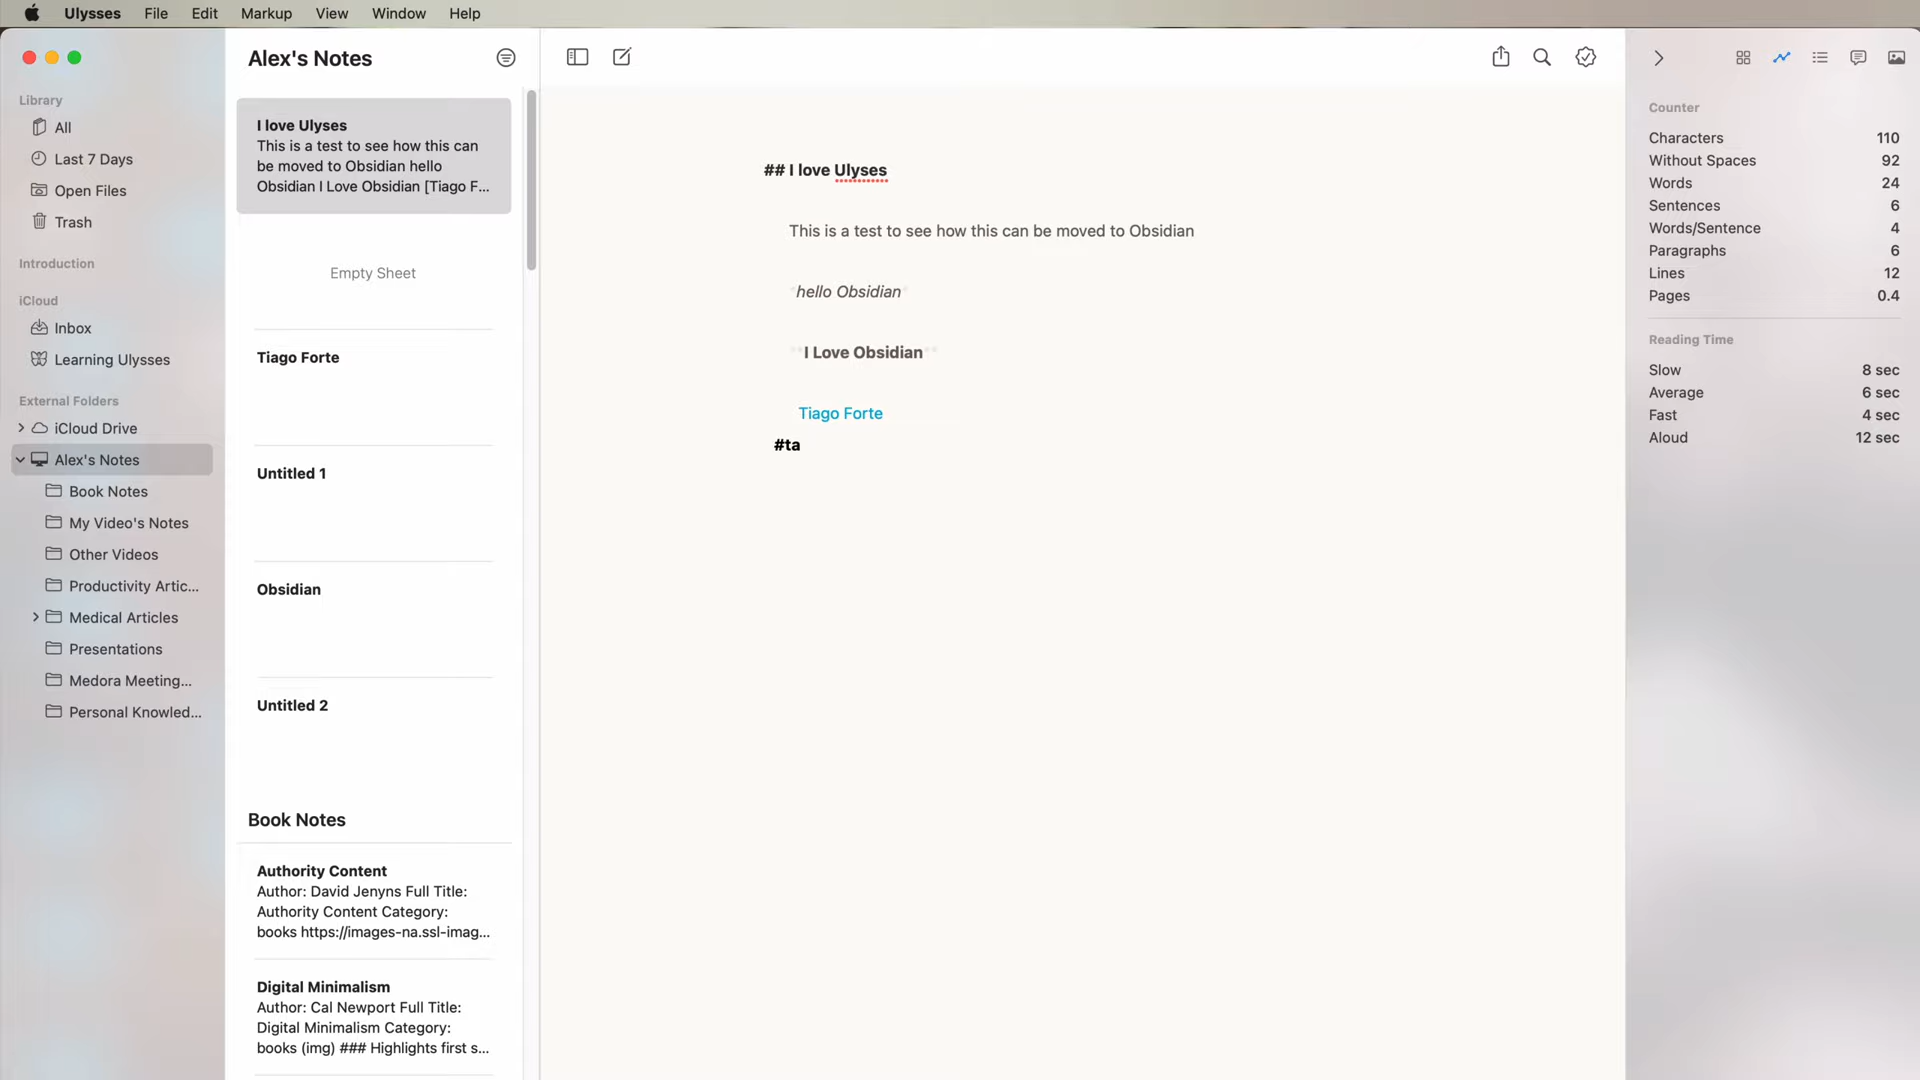 Ulysses File Edit Markup View Window Help
Library
All
Last 7 Days
Open Files
Trash
Introduction
iCloud
Inbox
Learning Ulysses
External Folders
iCloud Drive
Alex's Notes
Book Notes
My Video's Notes
Other Videos
Productivity Artic...
Medical Articles
Presentations
Medora Meeting...
Personal Knowled...
Alex's Notes
I love Ulyses
This is a test to see how this can
be moved to Obsidian hello
Obsidian I Love Obsidian [Tiago F...
Empty Sheet
Tiago Forte
Untitled 1
Obsidian
Untitled 2
Book Notes
Authority Content
Author: David Jenyns Full Title:
Authority Content Category:
books https://images-na.ssl-imag...
Digital Minimalism
Author: Cal Newport Full Title:
Digital Minimalism Category:
books (img) ### Highlights first s...
## I love Ulyses
This is a test to see how this can be moved to Obsidian
*hello Obsidian*
**I Love Obsidian**
Tiago Forte
#ta
Counter
Characters 110
Without Spaces 92
Words 24
Sentences 6
Words/Sentence 4
Paragraphs 6
Lines 12
Pages 0.4
Reading Time
Slow 8 sec
Average 6 sec
Fast 4 sec
Aloud 12 sec